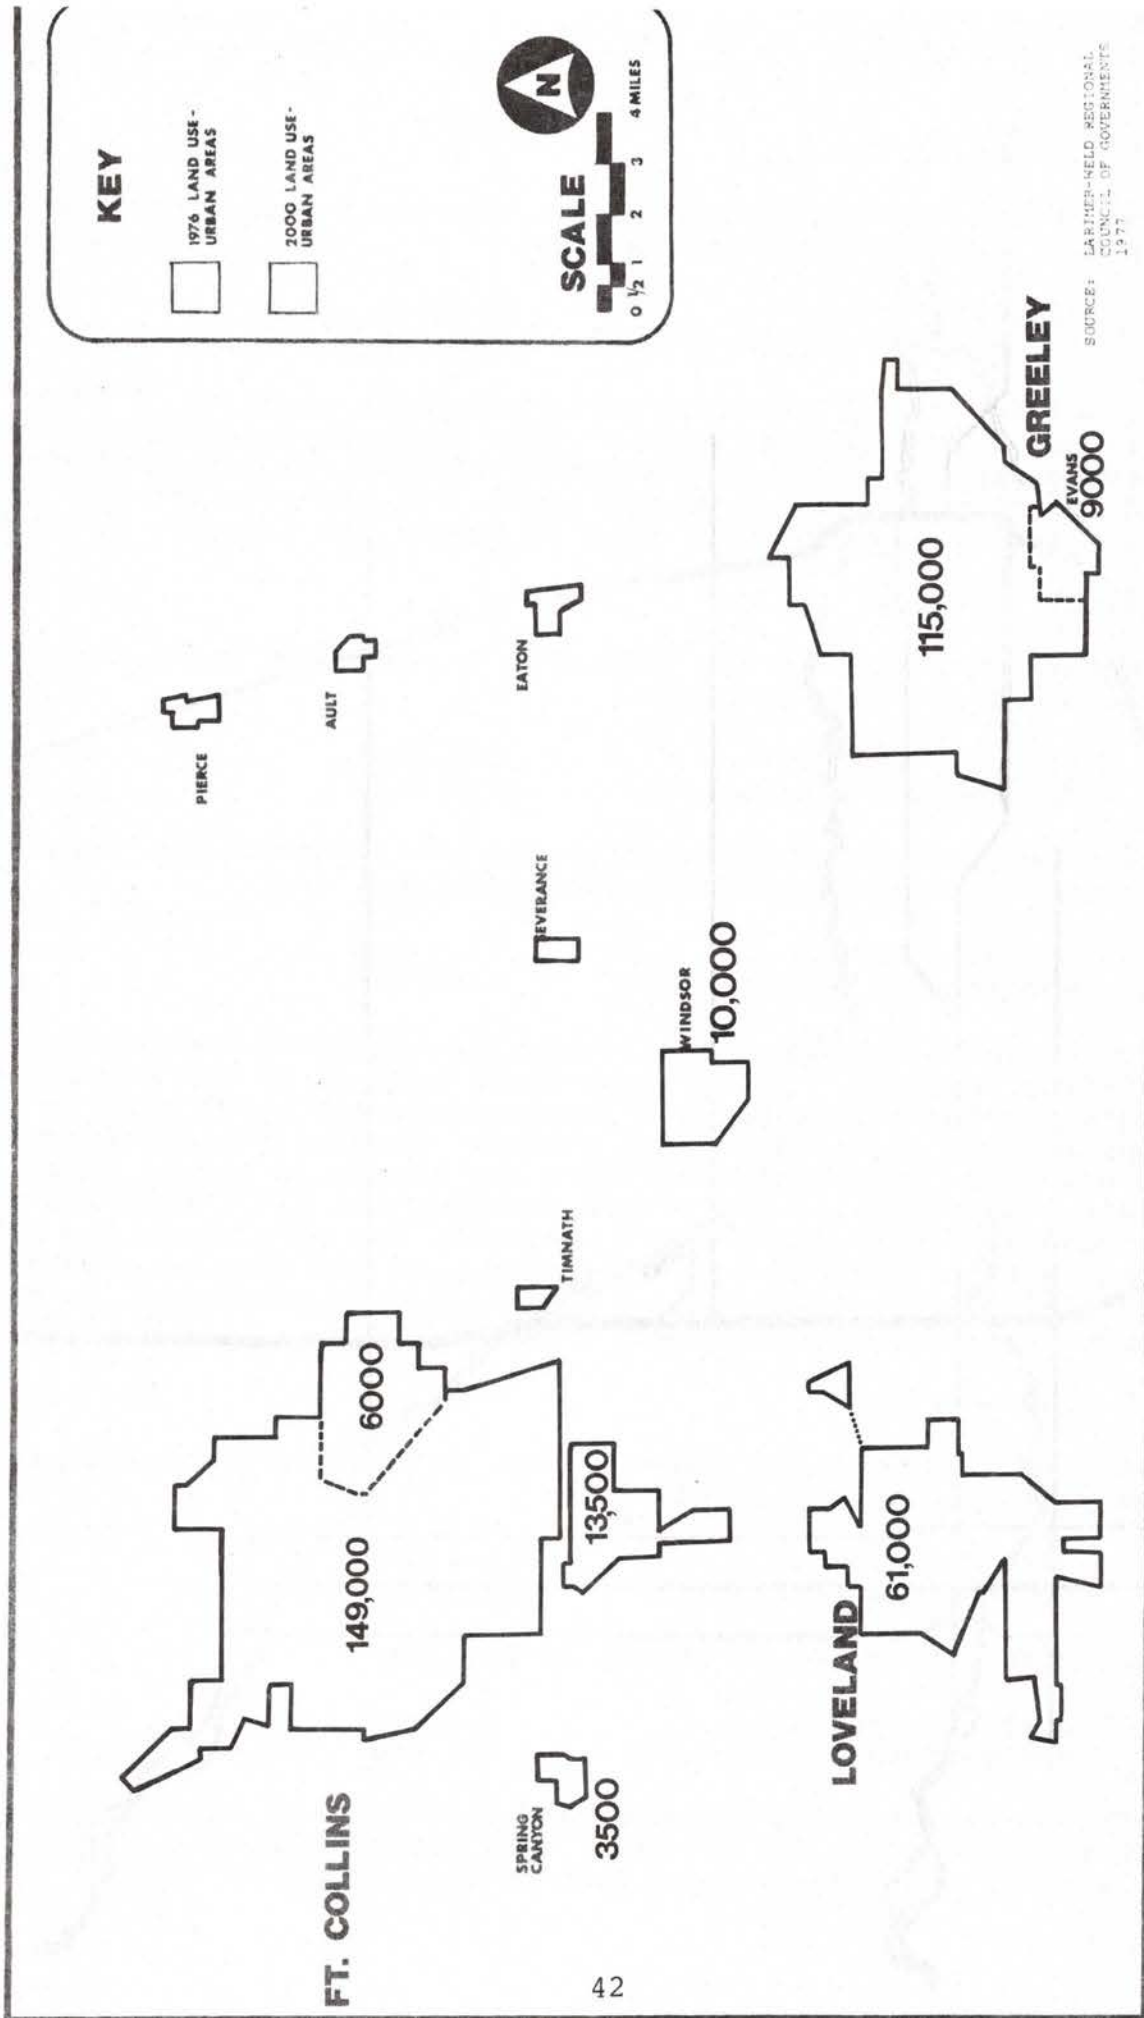 KEY
1976 LAND USE -
URBAN AREAS
2000 LAND USE -
URBAN AREAS
N
SCALE
0 ½ 1 2 3 4 MILES
PIERCE
AULT
EATON
SEVERANCE
WINDSOR
10,000
TIMNATH
FT. COLLINS
149,000
6000
13,500
SPRING
CANYON
3500
LOVELAND
61,000
GREELEY
115,000
EVANS
9000
SOURCE: LARIMER-WELD REGIONAL
COUNCIL OF GOVERNMENTS
1977
42